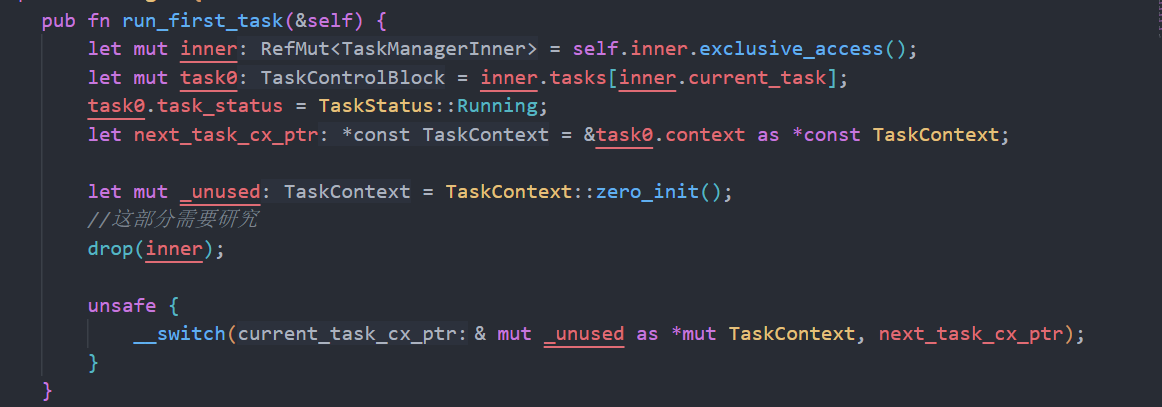 pub fn run_first_task(&self) {
let mut inner: RefMut<TaskManagerInner> = self.inner.exclusive_access();
let mut task0: TaskControlBlock = inner.tasks[inner.current_task];
task0.task_status = TaskStatus::Running;
let next_task_cx_ptr: *const TaskContext = &task0.context as *const TaskContext;
let mut _unused: TaskContext = TaskContext::zero_init();
//这部分需要研究
drop(inner);
unsafe {
__switch(current_task_cx_ptr: & mut _unused as *mut TaskContext, next_task_cx_ptr);
}
}